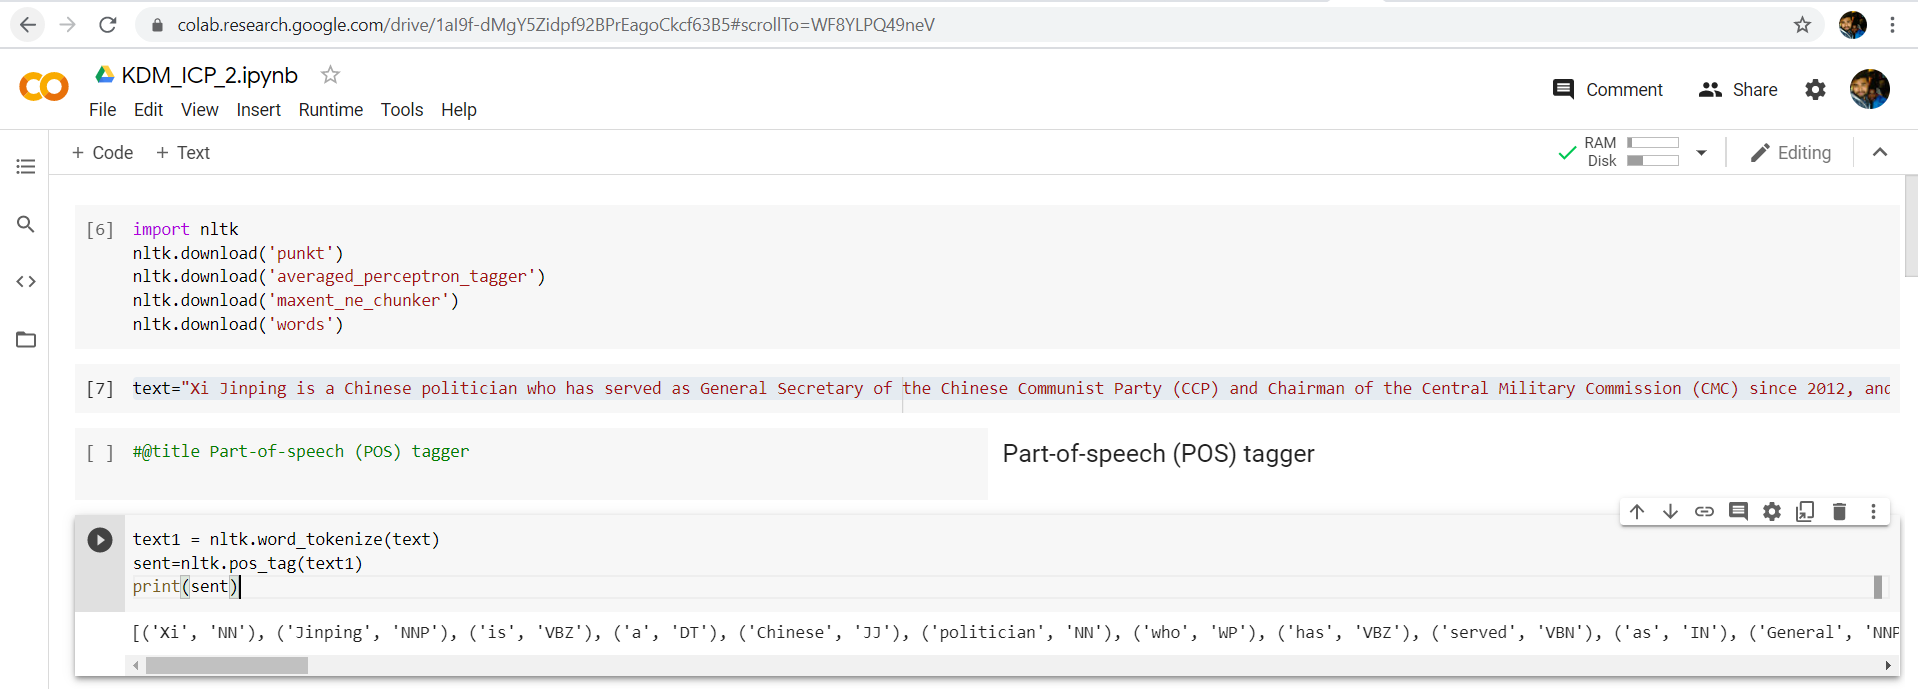 colab.research.google.com/drive/1aI9f-dMgY5Zidpf92BPrEagoCkcf63B5#scrollTo=WF8YLPQ49neV
KDM_ICP_2.ipynb
Comment Share
File Edit View Insert Runtime Tools Help
+ Code + Text
RAM
Disk
Editing
[6] import nltk
nltk.download('punkt')
nltk.download('averaged_perceptron_tagger')
nltk.download('maxent_ne_chunker')
nltk.download('words')
[7] text="Xi Jinping is a Chinese politician who has served as General Secretary of the Chinese Communist Party (CCP) and Chairman of the Central Military Commission (CMC) since 2012, and
[ ] #@title Part-of-speech (POS) tagger
Part-of-speech (POS) tagger
text1 = nltk.word_tokenize(text)
sent=nltk.pos_tag(text1)
print(sent)
[('Xi', 'NN'), ('Jinping', 'NNP'), ('is', 'VBZ'), ('a', 'DT'), ('Chinese', 'JJ'), ('politician', 'NN'), ('who', 'WP'), ('has', 'VBZ'), ('served', 'VBN'), ('as', 'IN'), ('General', 'NNP